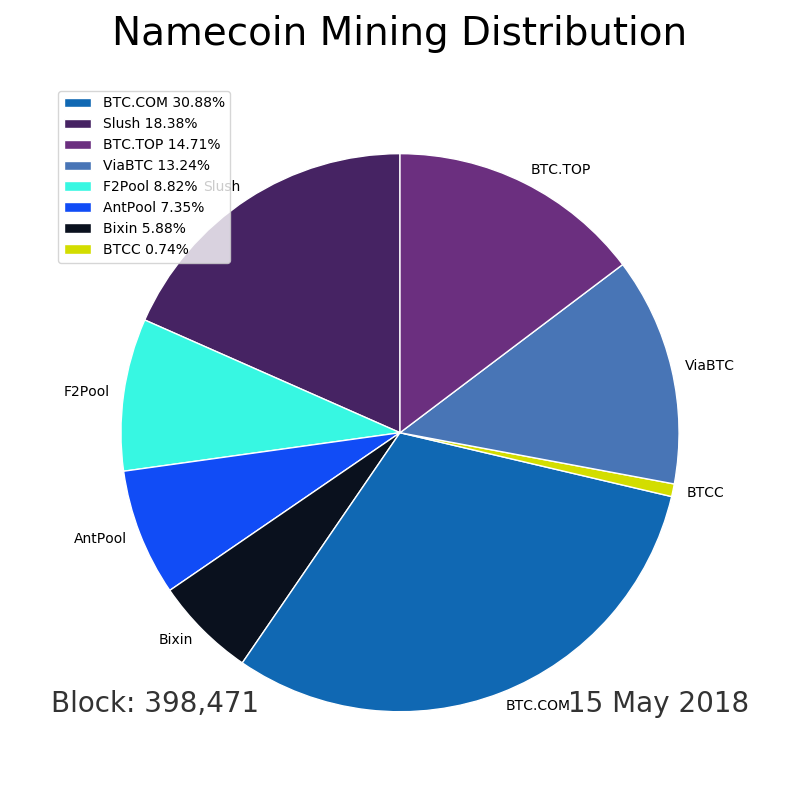 Namecoin Mining Distribution
BTC.COM 30.88%
Slush 18.38%
BTC.TOP 14.71%
ViaBTC 13.24%
F2Pool 8.82%
AntPool 7.35%
Bixin 5.88%
BTCC 0.74%
BTC.TOP
Slush
ViaBTC
F2Pool
BTCC
AntPool
Bixin
BTC.COM
Block: 398,471
15 May 2018